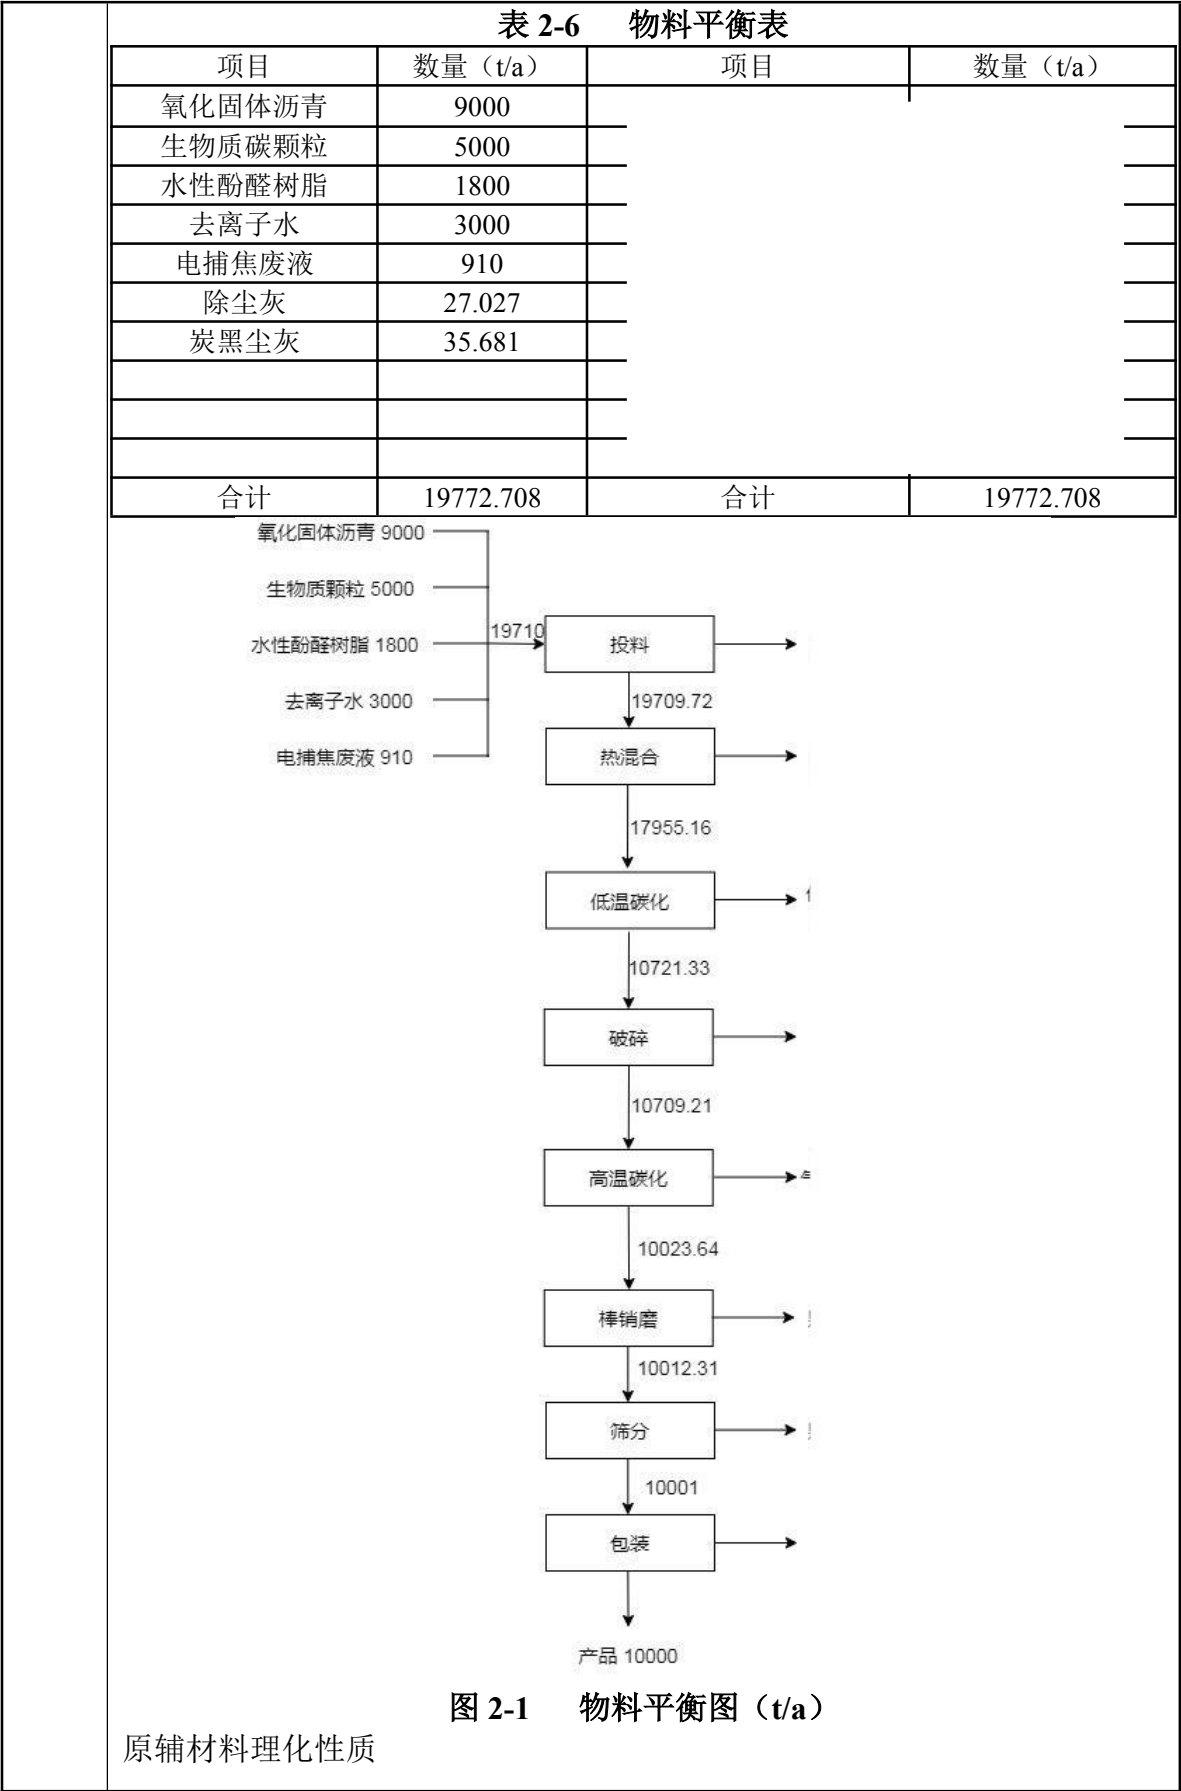 表 2-6 物料平衡表
项目 数量（t/a） 项目 数量（t/a）
氧化固体沥青 9000
生物质碳颗粒 5000
水性酚醛树脂 1800
去离子水 3000
电捕焦废液 910
除尘灰 27.027
炭黑尘灰 35.681
合计 19772.708 合计 19772.708
氧化固体沥青 9000
生物质颗粒 5000
水性酚醛树脂 1800
去离子水 3000
电捕焦废液 910
19710
投料
19709.72
热混合
17955.16
低温碳化
10721.33
破碎
10709.21
高温碳化
10023.64
棒销磨
10012.31
筛分
10001
包装
产品 10000
图 2-1 物料平衡图（t/a）
原辅材料理化性质